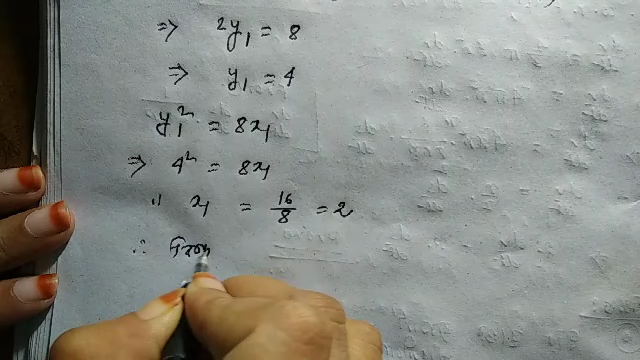 ⇒ 2y₁ = 8
⇒ y₁ = 4
y₁² = 8x₁
⇒ 4² = 8x₁
" x₁ = 16/8 = 2
∴